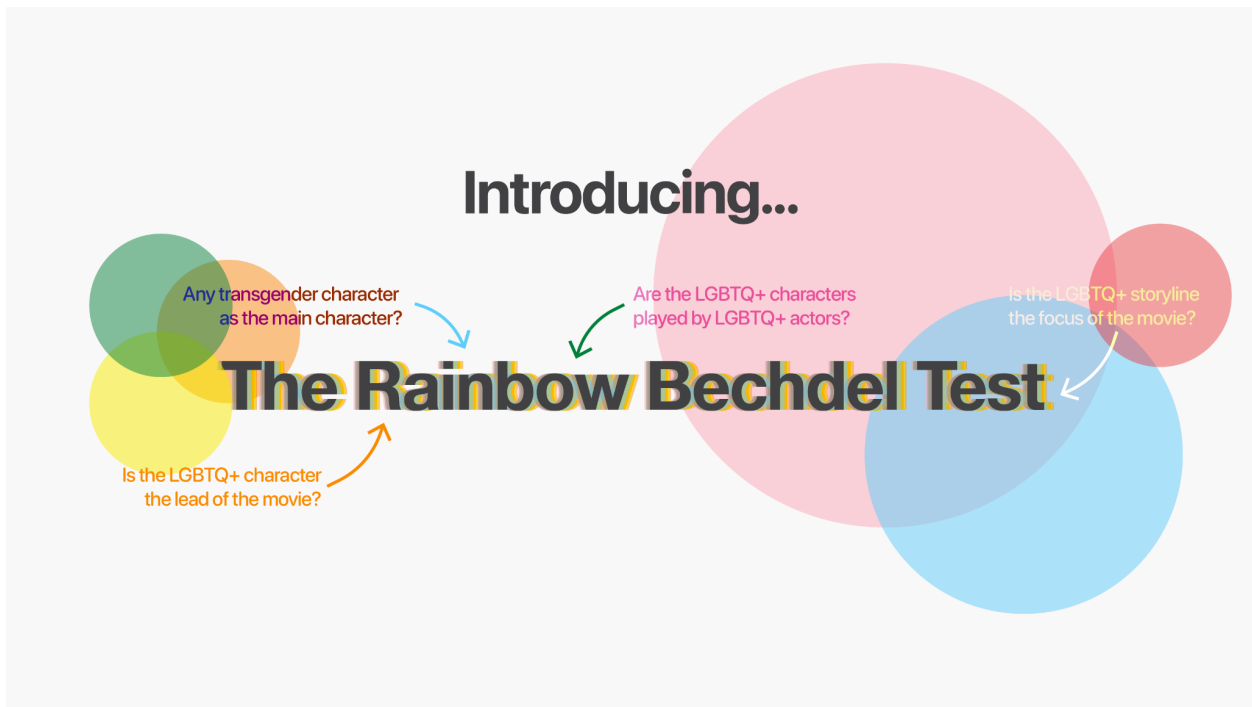 Introducing...
Any transgender character
as the main character?
Are the LGBTQ+ characters
played by LGBTQ+ actors?
Is the LGBTQ+ storyline
the focus of the movie?
The Rainbow Bechdel Test
Is the LGBTQ+ character
the lead of the movie?